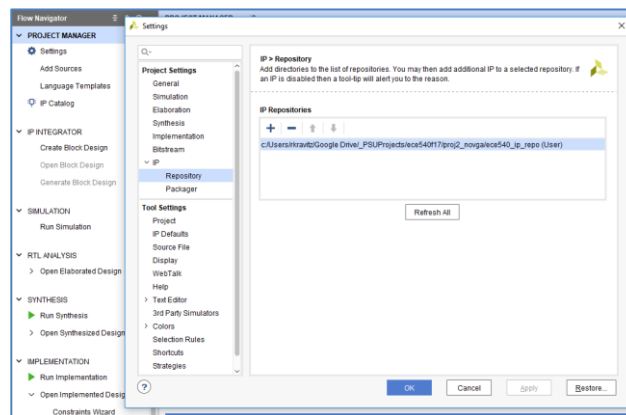 Flow Navigator
PROJECT MANAGER
Settings
Add Sources
Language Templates
IP Catalog
IP INTEGRATOR
Create Block Design
Open Block Design
Generate Block Design
SIMULATION
Run Simulation
RTL ANALYSIS
Open Elaborated Design
SYNTHESIS
Run Synthesis
Open Synthesized Design
IMPLEMENTATION
Run Implementation
Open Implemented Desig
Constraints Wizard
Settings
Q-
Project Settings
General
Simulation
Elaboration
Synthesis
Implementation
Bitstream
IP
Repository
Packager
Tool Settings
Project
IP Defaults
Source File
Display
WebTalk
Help
Text Editor
3rd Party Simulators
Colors
Selection Rules
Shortcuts
Strategies
IP > Repository
Add directories to the list of repositories. You may then add additional IP to a selected repository. If
an IP is disabled then a tool-tip will alert you to the reason.
IP Repositories
c:/Users/rkravitz/Google Drive/_PSUProjects/ece540f17/proj2_novga/ece540_ip_repo (User)
Refresh All
?
OK
Cancel
Apply
Restore...